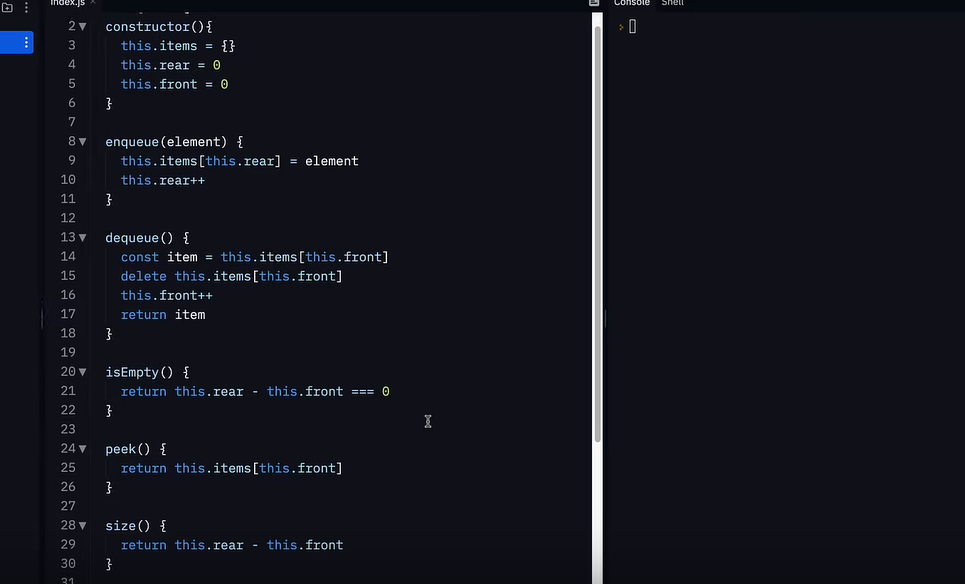 index.js ×
Console Shell
2 constructor(){
3 this.items = {}
4 this.rear = 0
5 this.front = 0
6 }
7
8 enqueue(element) {
9 this.items[this.rear] = element
10 this.rear++
11 }
12
13 dequeue() {
14 const item = this.items[this.front]
15 delete this.items[this.front]
16 this.front++
17 return item
18 }
19
20 isEmpty() {
21 return this.rear - this.front === 0
22 }
23
24 peek() {
25 return this.items[this.front]
26 }
27
28 size() {
29 return this.rear - this.front
30 }
31